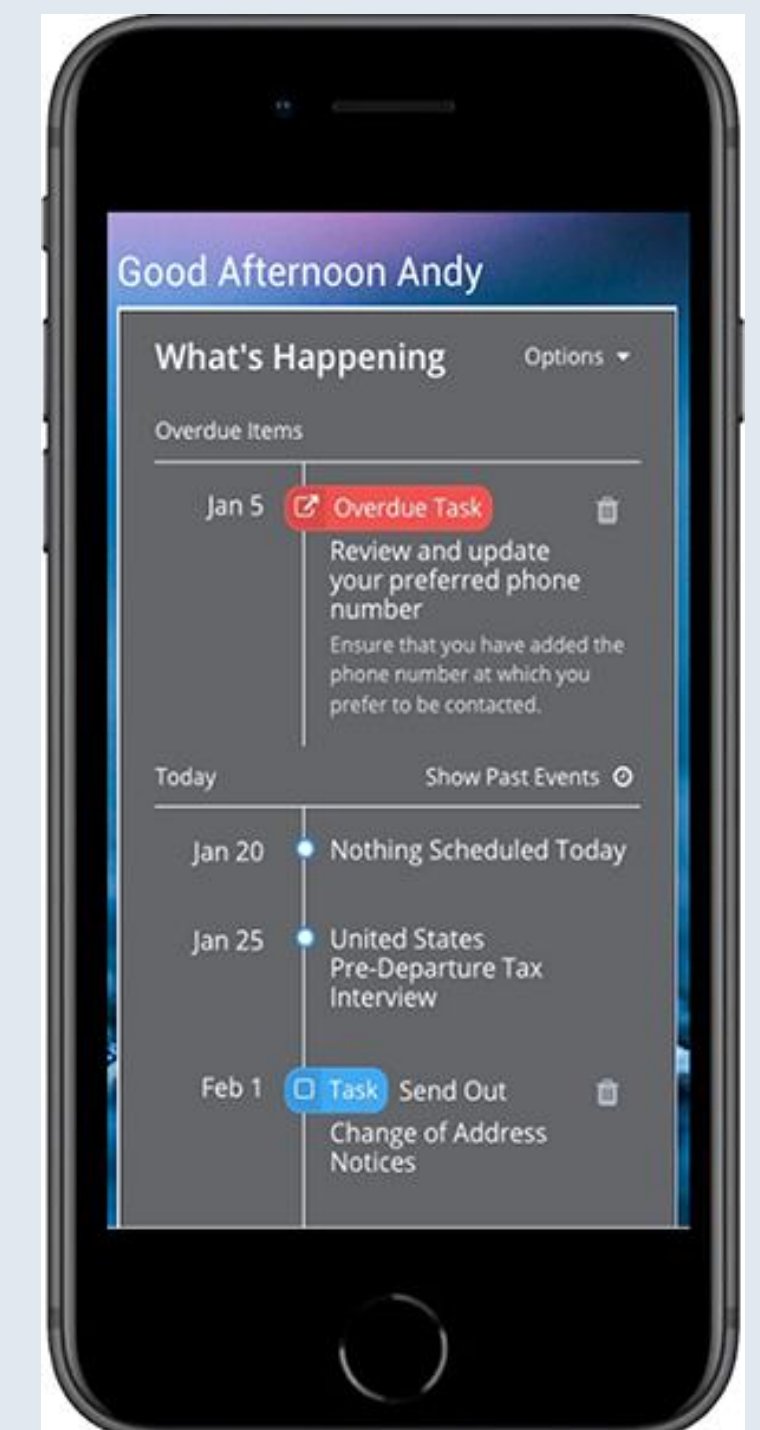 Good Afternoon Andy
What's Happening
Options
Overdue Items
Jan 5
Overdue Task
Review and update
your preferred phone
number
Ensure that you have added the
phone number at which you
prefer to be contacted.
Today
Show Past Events
Jan 20
Nothing Scheduled Today
Jan 25
United States
Pre-Departure Tax
Interview
Feb 1
Task Send Out
Change of Address
Notices